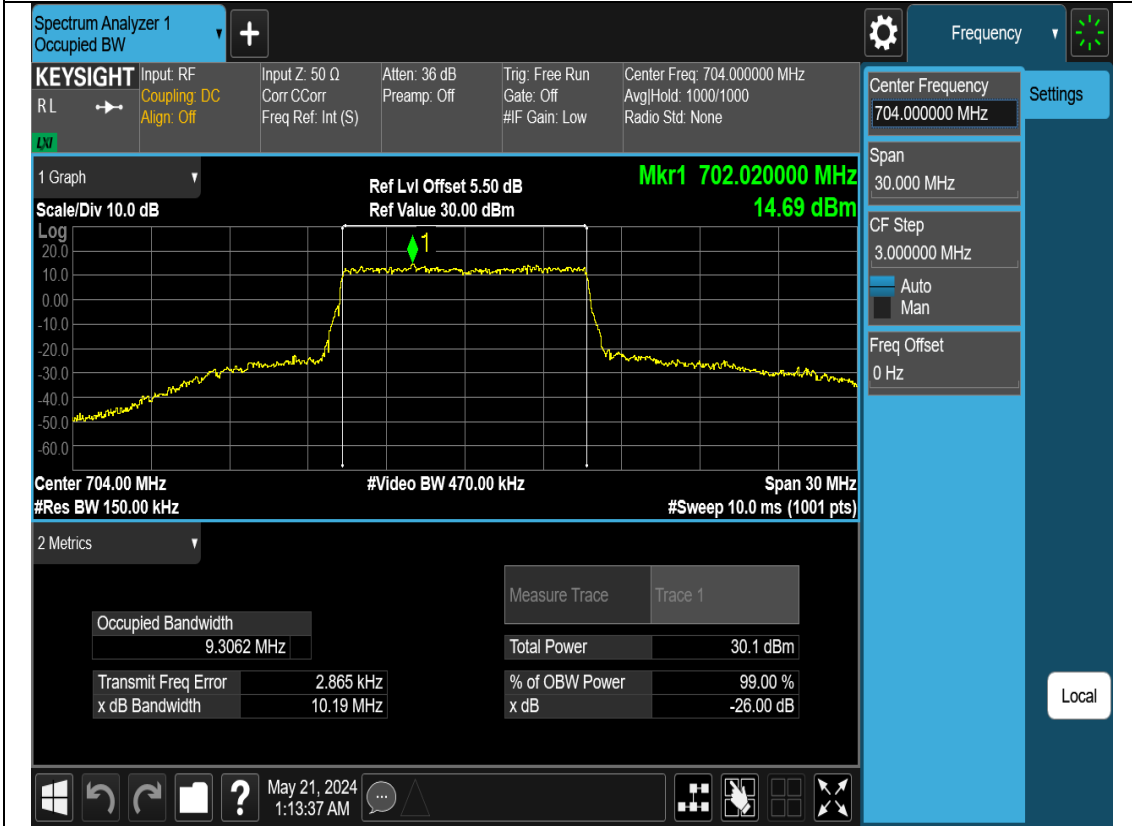 Spectrum Analyzer 1
Occupied BW
Frequency
KEYSIGHT
R L
LXI
Input: RF
Coupling: DC
Align: Off
Input Z: 50 Ω
Corr CCorr
Freq Ref: Int (S)
Atten: 36 dB
Preamp: Off
Trig: Free Run
Gate: Off
#IF Gain: Low
Center Freq: 704.000000 MHz
Avg|Hold: 1000/1000
Radio Std: None
Center Frequency
704.000000 MHz
Settings
Span
30.000 MHz
CF Step
3.000000 MHz
Auto
Man
Freq Offset
0 Hz
Local
1 Graph
Scale/Div 10.0 dB
Ref Lvl Offset 5.50 dB
Ref Value 30.00 dBm
Mkr1 702.020000 MHz
14.69 dBm
Log
1
20.0
10.0
0.00
-10.0
-20.0
-30.0
-40.0
-50.0
-60.0
Center 704.00 MHz
#Video BW 470.00 kHz
Span 30 MHz
#Res BW 150.00 kHz
#Sweep 10.0 ms (1001 pts)
2 Metrics
Measure Trace Trace 1
Occupied Bandwidth
9.3062 MHz
Total Power 30.1 dBm
Transmit Freq Error 2.865 kHz
% of OBW Power 99.00 %
x dB Bandwidth 10.19 MHz
x dB -26.00 dB
?
May 21, 2024
1:13:37 AM